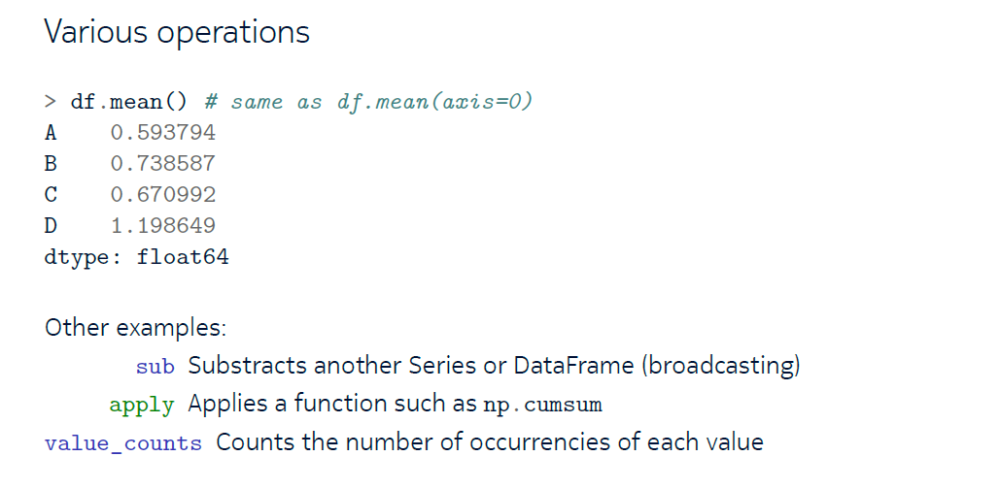 Various operations
> df.mean() # same as df.mean(axis=0)
A 0.593794
B 0.738587
C 0.670992
D 1.198649
dtype: float64
Other examples:
sub Substracts another Series or DataFrame (broadcasting)
apply Applies a function such as np.cumsum
value_counts Counts the number of occurrencies of each value